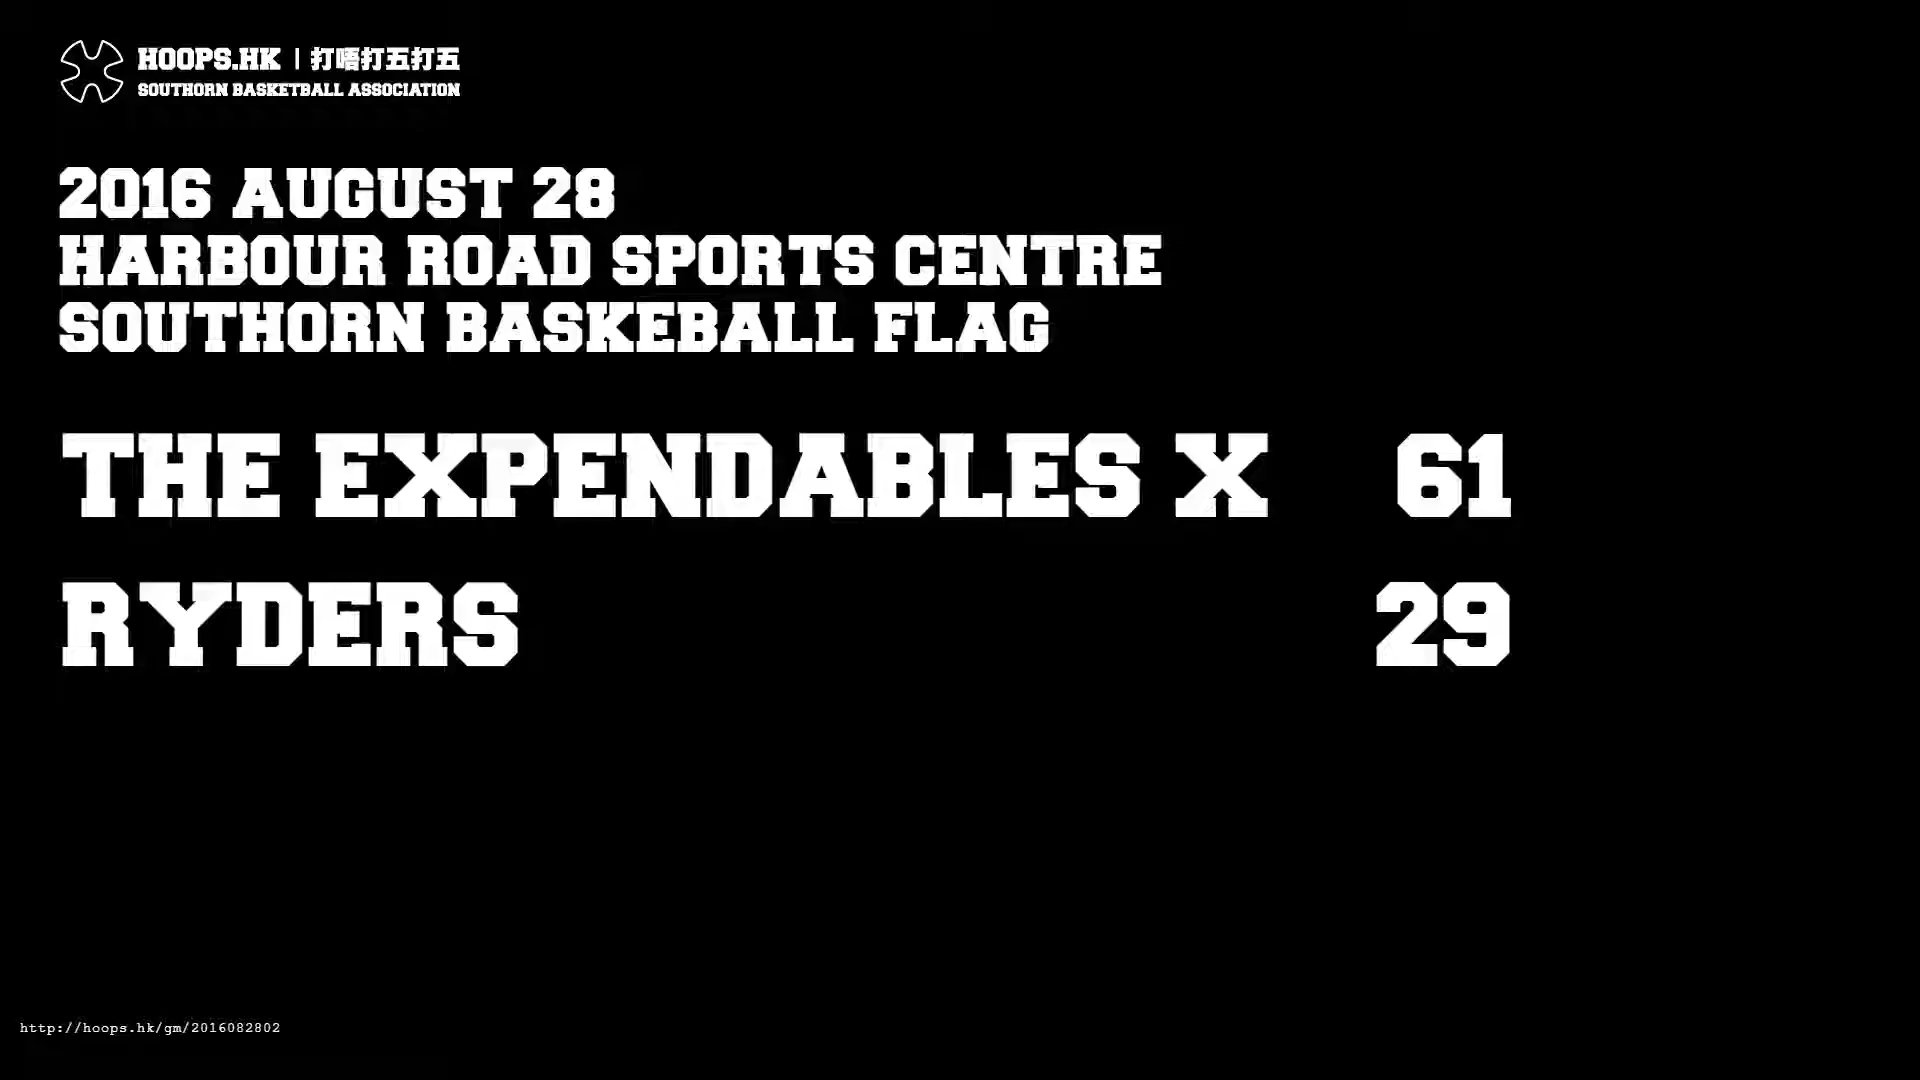 HOOPS.HK | 打唔打五打五
SOUTHORN BASKETBALL ASSOCIATION
2016 AUGUST 28
HARBOUR ROAD SPORTS CENTRE
SOUTHORN BASKEBALL FLAG
THE EXPENDABLES X 61
RYDERS 29
http://hoops.hk/gm/2016082802